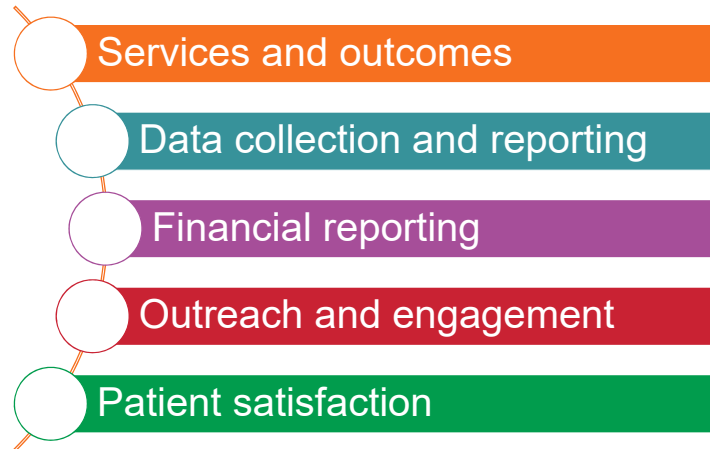 Services and outcomes
Data collection and reporting
Financial reporting
Outreach and engagement
Patient satisfaction